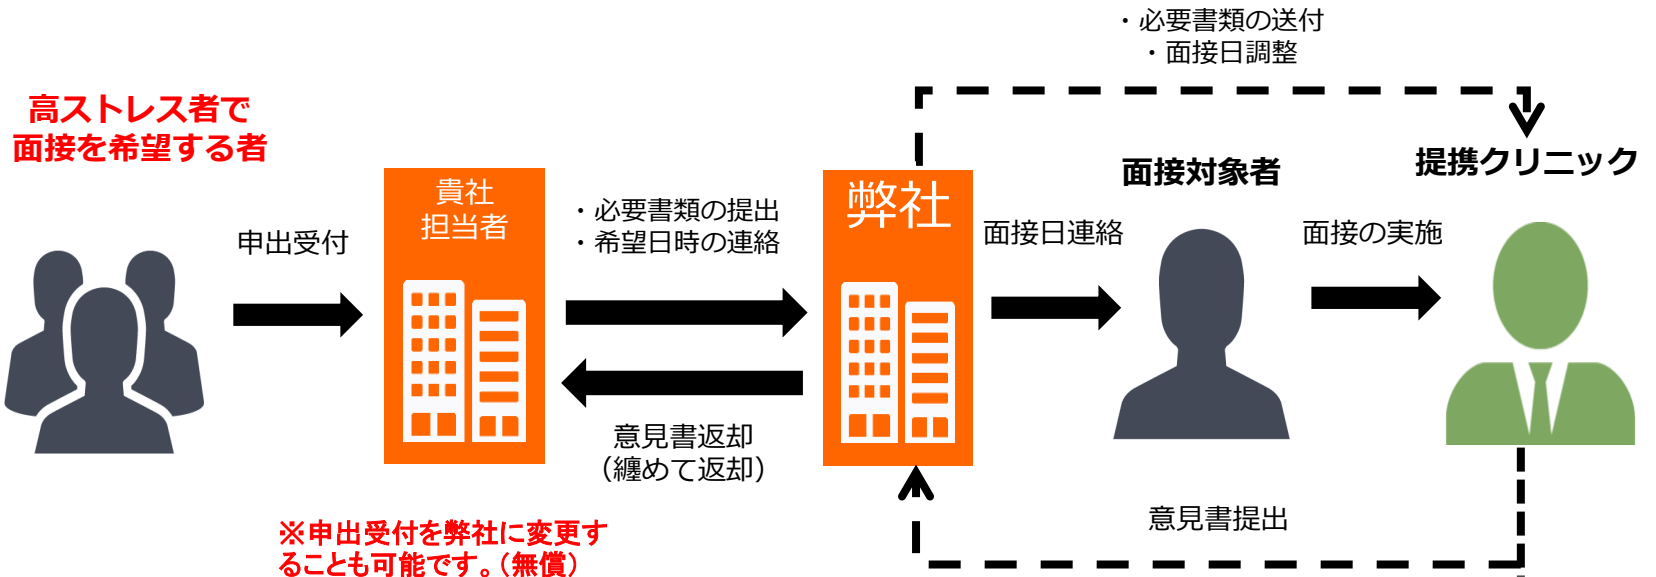 ・必要書類の送付
・面接日調整
高ストレス者で
面接を希望する者
提携クリニック
面接対象者
貴社
担当者
弊社
・必要書類の提出
・希望日時の連絡
申出受付
面接日連絡
面接の実施
意見書返却
（纏めて返却）
意見書提出
※申出受付を弊社に変更す
ることも可能です。（無償）